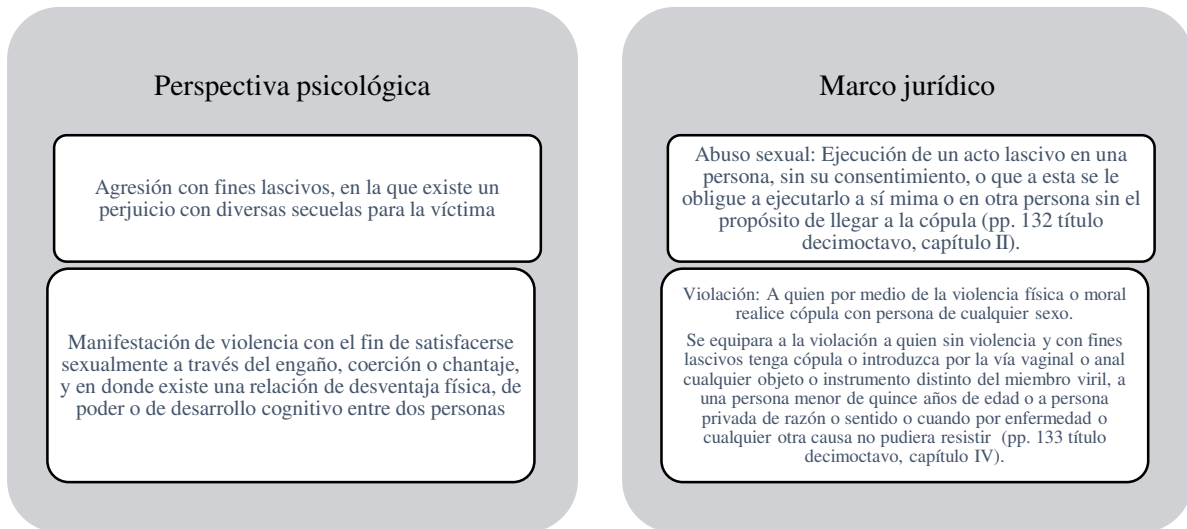 Perspectiva psicológica
Agresión con fines lascivos, en la que existe un
perjuicio con diversas secuelas para la víctima
Manifestación de violencia con el fin de satisfacerse
sexualmente a través del engaño, coerción o chantaje,
y en donde existe una relación de desventaja física, de
poder o de desarrollo cognitivo entre dos personas
Marco jurídico
Abuso sexual: Ejecución de un acto lascivo en una
persona, sin su consentimiento, o que a esta se le
obligue a ejecutarlo a sí mima o en otra persona sin el
propósito de llegar a la cópula (pp. 132 título
decimoctavo, capítulo II).
Violación: A quien por medio de la violencia física o moral
realice cópula con persona de cualquier sexo.
Se equipara a la violación a quien sin violencia y con fines
lascivos tenga cópula o introduzca por la vía vaginal o anal
cualquier objeto o instrumento distinto del miembro viril, a
una persona menor de quince años de edad o a persona
privada de razón o sentido o cuando por enfermedad o
cualquier otra causa no pudiera resistir (pp. 133 título
decimoctavo, capítulo IV).